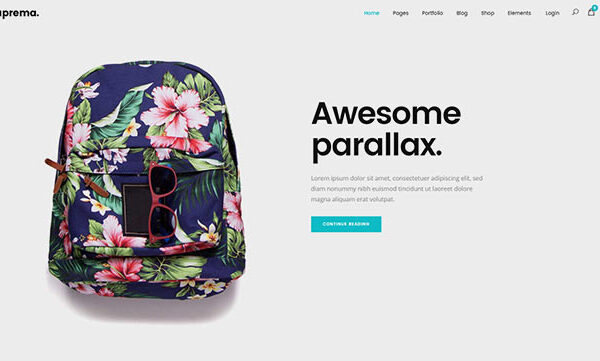 uprema.
Home Pages Portfolio Blog Shop Elements Login
Awesome
parallax.
Lorem ipsum dolor sit amet, consectetuer adipiscing elit, sed
diam nonummy nibh euismod tincidunt ut laoreet dolore
magna aliquam erat volutpat.
CONTINUE READING